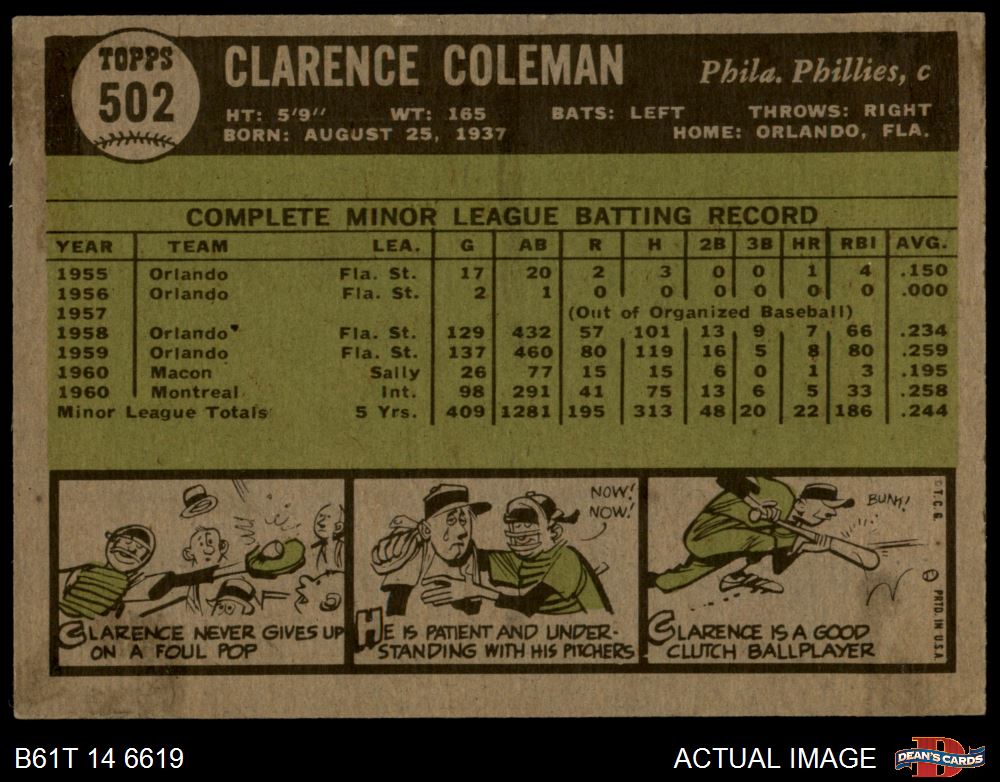 TOPPS
502
CLARENCE COLEMAN
Phila. Phillies, c
HT: 5'9" WT: 165 BATS: LEFT THROWS: RIGHT
BORN: AUGUST 25, 1937 HOME: ORLANDO, FLA.
COMPLETE MINOR LEAGUE BATTING RECORD
YEAR TEAM LEA. G AB R H 2B 3B HR RBI AVG.
1955 Orlando Fla. St. 17 20 2 3 0 0 1 4 .150
1956 Orlando Fla. St. 2 1 0 0 0 0 0 0 .000
1957 (Out of Organized Baseball)
1958 Orlando Fla. St. 129 432 57 101 13 9 7 66 .234
1959 Orlando Fla. St. 137 460 80 119 16 5 8 80 .259
1960 Macon Sally 26 77 15 15 6 0 1 3 .195
1960 Montreal Int. 98 291 41 75 13 6 5 33 .258
Minor League Totals 5 Yrs. 409 1281 195 313 48 20 22 186 .244
CLARENCE NEVER GIVES UP
ON A FOUL POP
NOW!
NOW!
HE IS PATIENT AND UNDER-
STANDING WITH HIS PITCHERS
BUNT!
CLARENCE IS A GOOD
CLUTCH BALLPLAYER
© T.C.G.
PRTD. IN U.S.A.
B61T 14 6619
ACTUAL IMAGE
D
DEAN'S CARDS